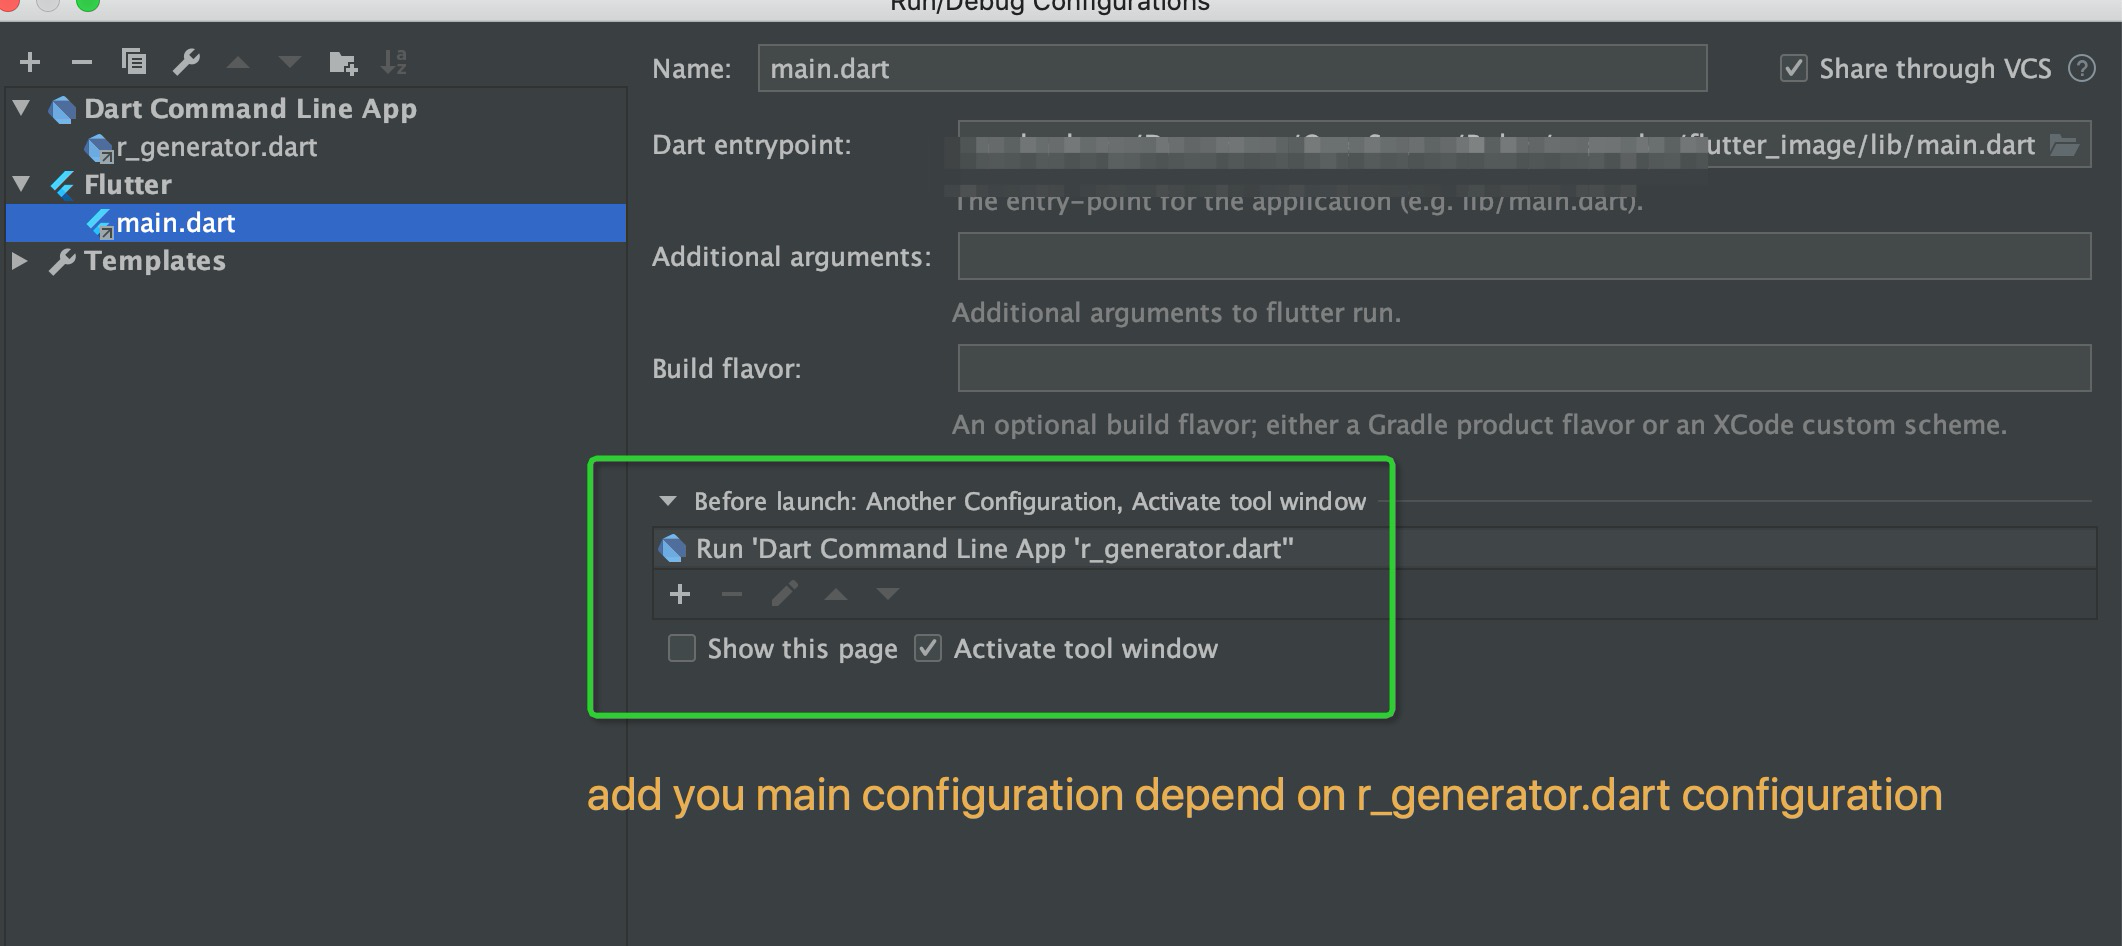 Run/Debug Configurations
Name: main.dart Share through VCS ?
Dart Command Line App
r_generator.dart
Flutter
main.dart
Templates
Dart entrypoint: flutter_image/lib/main.dart
The entry-point for the application (e.g. lib/main.dart).
Additional arguments:
Additional arguments to flutter run.
Build flavor:
An optional build flavor; either a Gradle product flavor or an XCode custom scheme.
Before launch: Another Configuration, Activate tool window
Run 'Dart Command Line App 'r_generator.dart''
Show this page Activate tool window
add you main configuration depend on r_generator.dart configuration